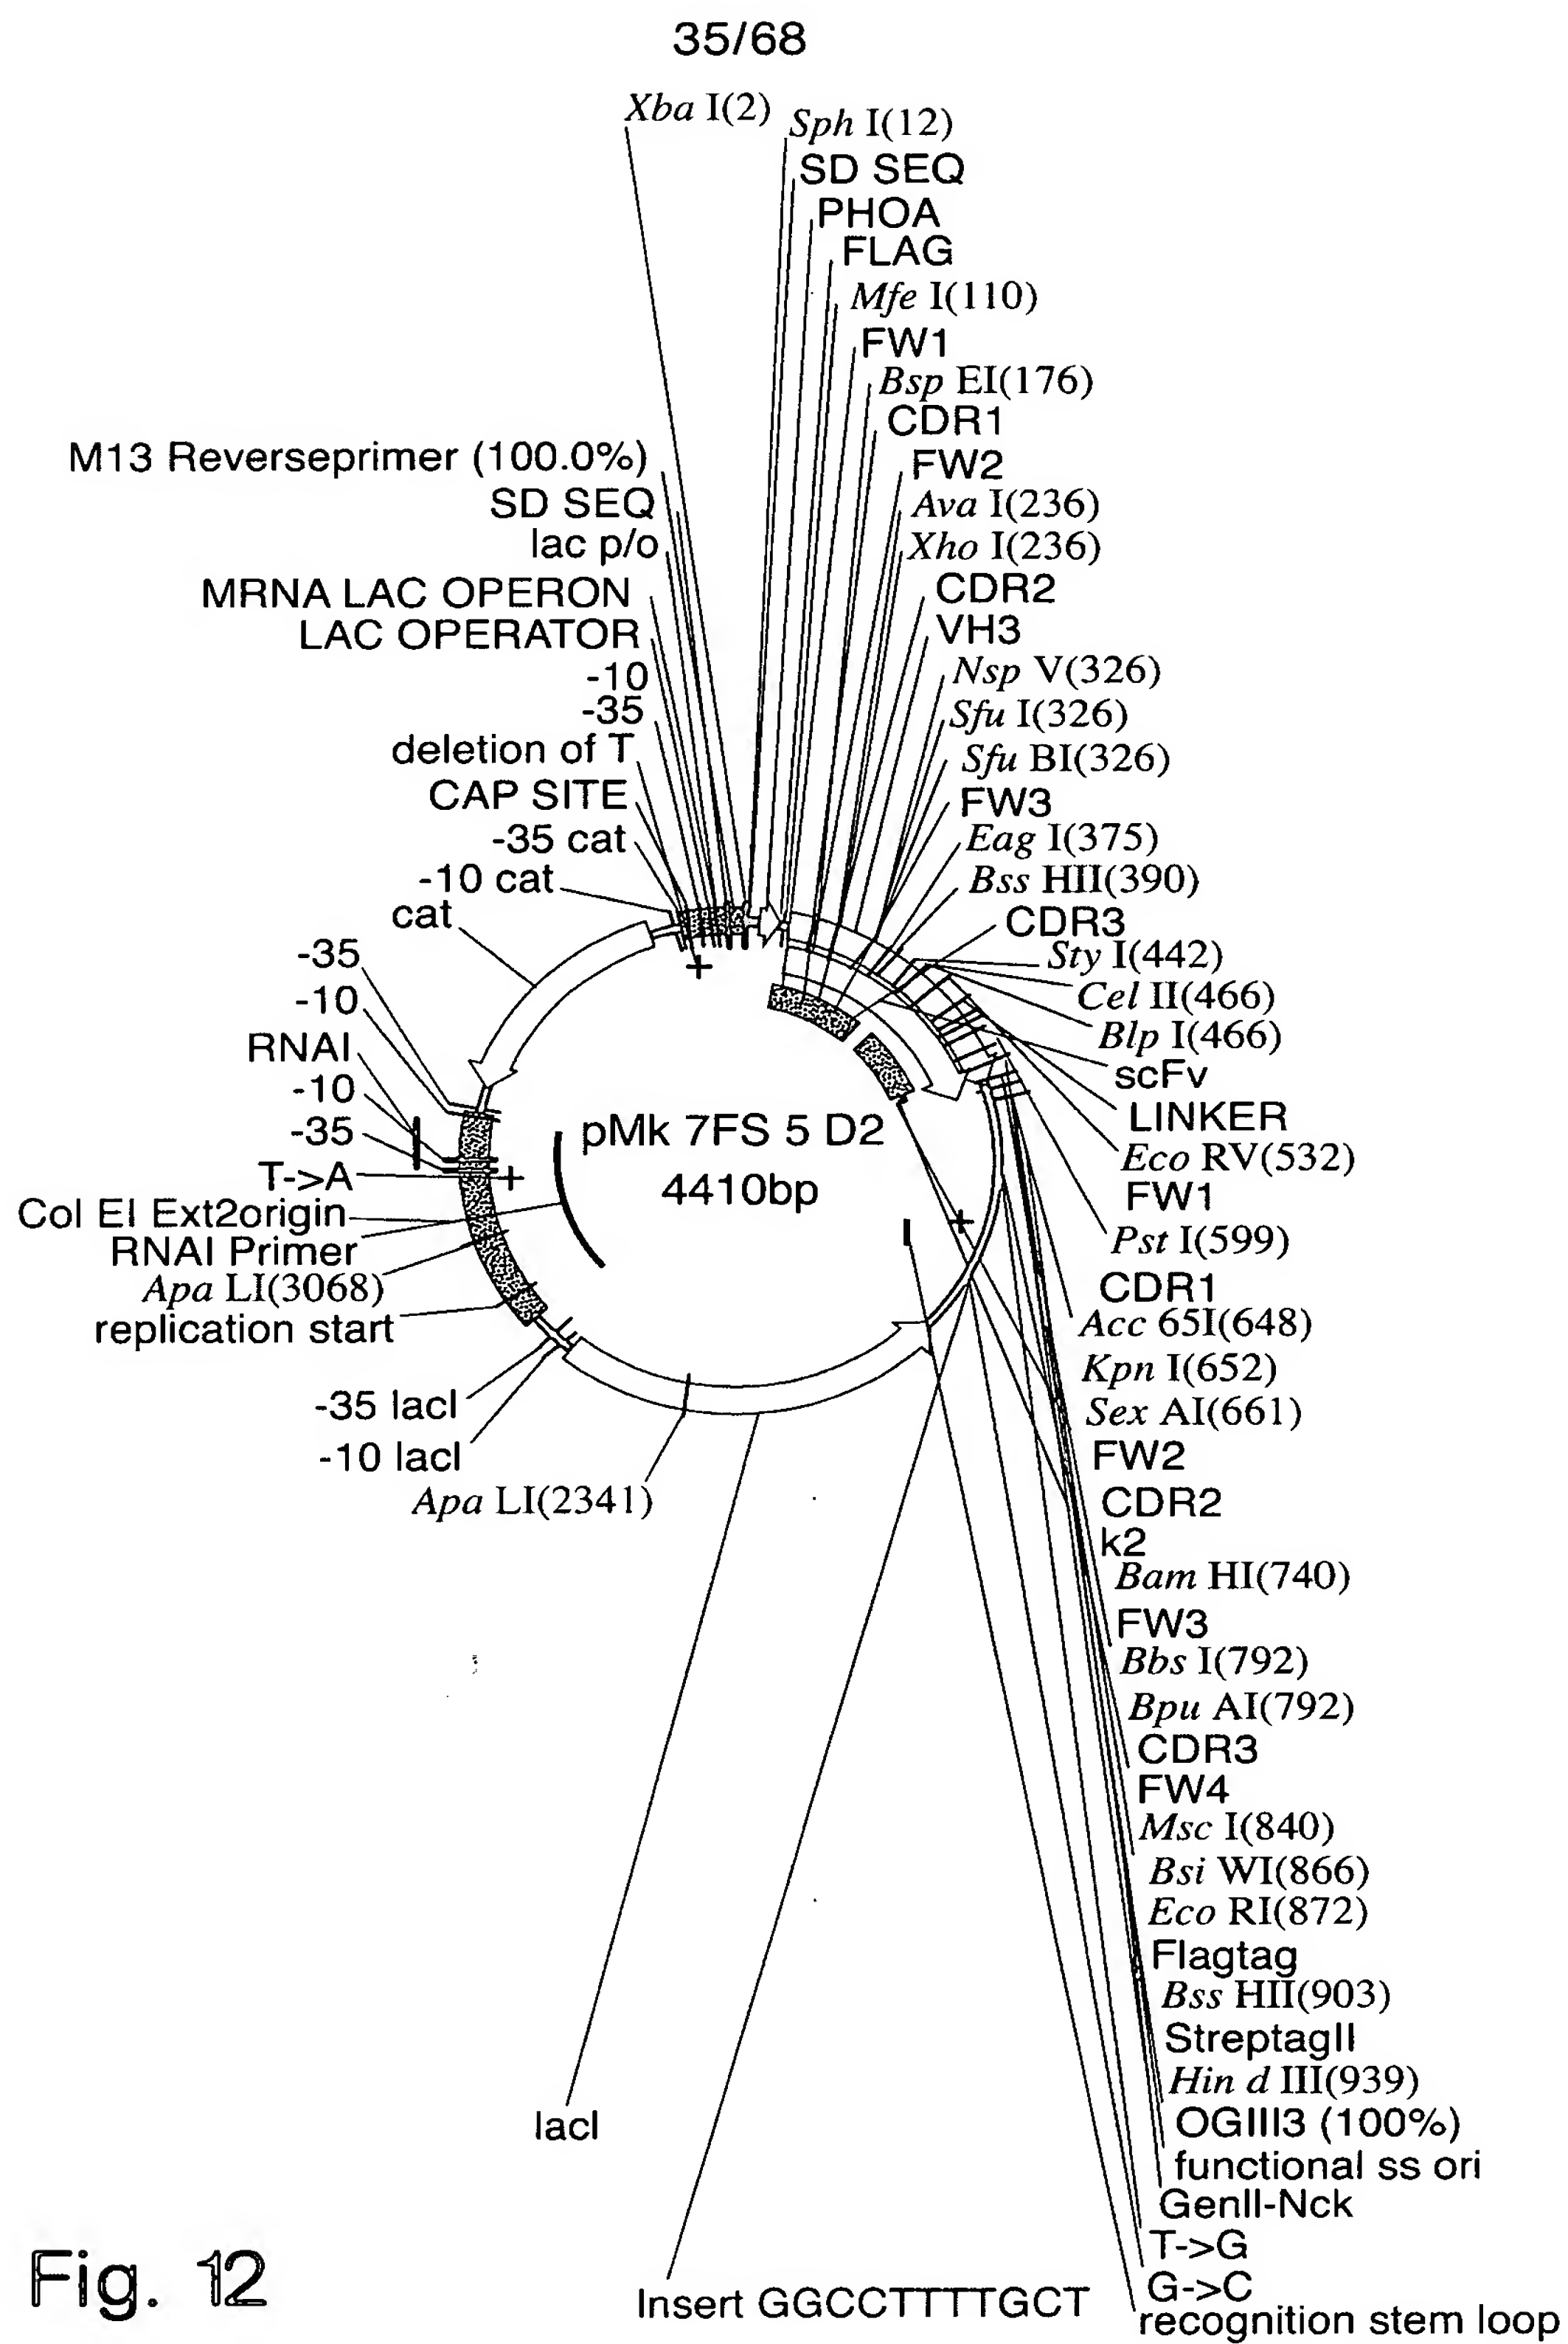 35/68
Xba I(2)
Sph I(12)
SD SEQ
PHOA
FLAG
Mfe I(110)
FW1
Bsp EI(176)
CDR1
FW2
Ava I(236)
Xho I(236)
CDR2
VH3
Nsp V(326)
Sfu I(326)
Sfu BI(326)
FW3
Eag I(375)
Bss HII(390)
CDR3
Sty I(442)
Cel II(466)
Blp I(466)
scFv
LINKER
Eco RV(532)
FW1
Pst I(599)
CDR1
Acc 65I(648)
Kpn I(652)
Sex AI(661)
FW2
CDR2
k2
Bam HI(740)
FW3
Bbs I(792)
Bpu AI(792)
CDR3
FW4
Msc I(840)
Bsi WI(866)
Eco RI(872)
Flagtag
Bss HII(903)
StreptagII
Hin d III(939)
OGIII3 (100%)
functional ss ori
GenII-Nck
T->G
G->C
recognition stem loop
Insert GGCCTTTTGCT
lacI
M13 Reverseprimer (100.0%)
SD SEQ
lac p/o
MRNA LAC OPERON
LAC OPERATOR
-10
-35
deletion of T
CAP SITE
-35 cat
-10 cat
cat
-35
-10
RNAI
-10
-35
T->A
Col EI Ext2origin
RNAI Primer
Apa LI(3068)
replication start
-35 lacI
-10 lacI
Apa LI(2341)
pMk 7FS 5 D2
4410bp
Fig. 12